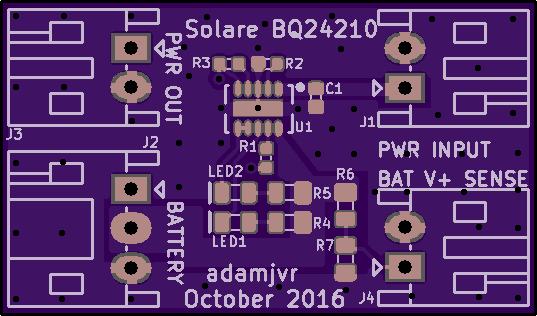 Solare BQ24210
PWR OUT
R3
R2
C1
J3
J2
U1
J1
R1
PWR INPUT
BAT V+ SENSE
LED2
R6
R5
BATTERY
R4
LED1
R7
adamjvr
October 2016
J4